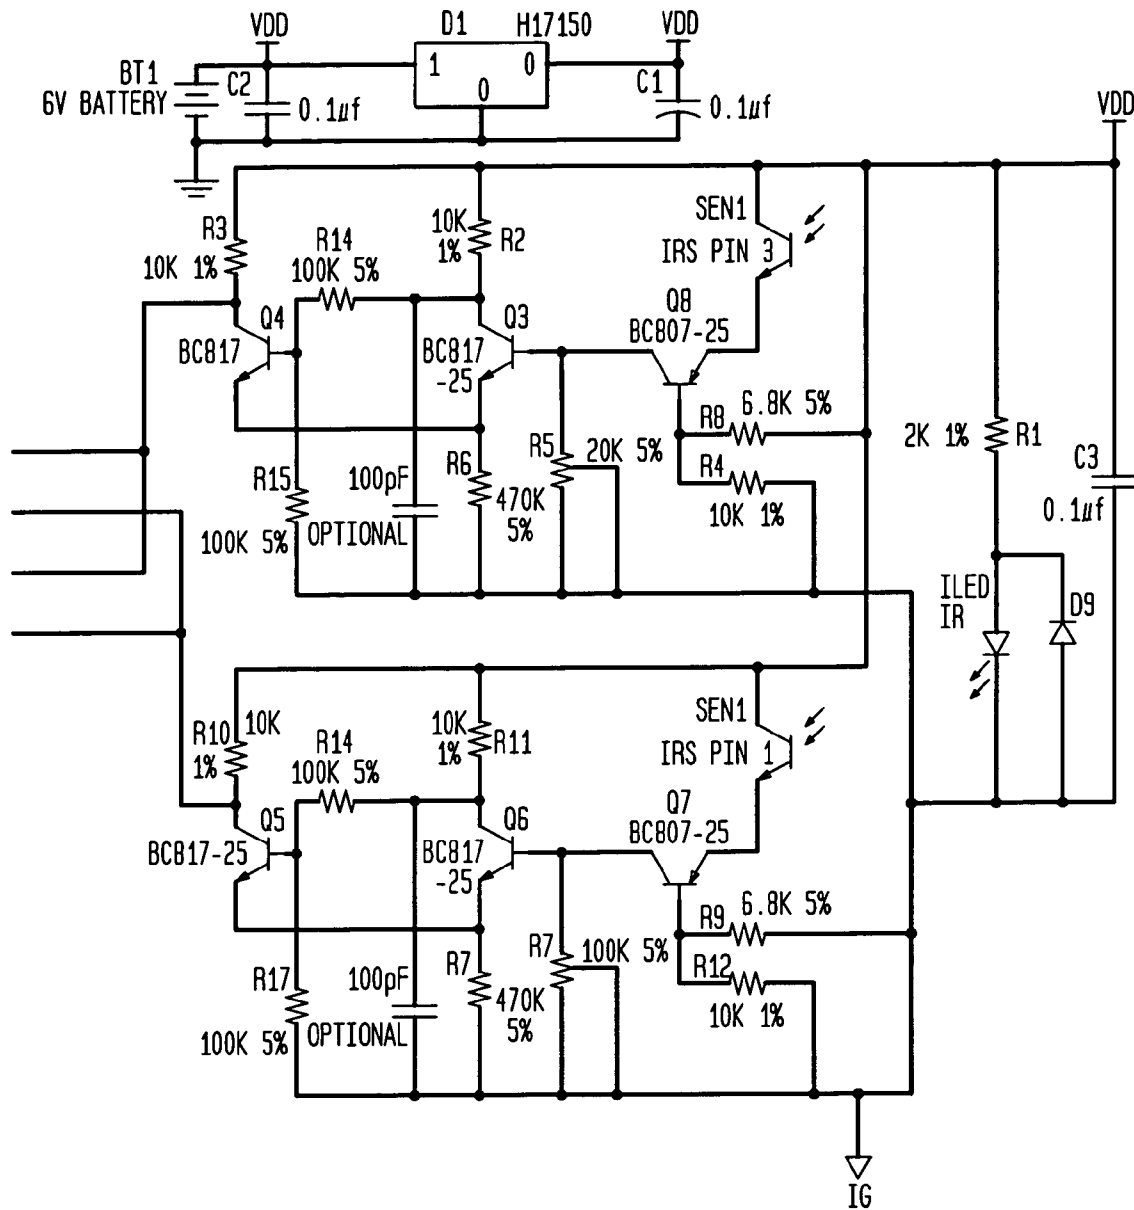 VDD
D1 H17150
VDD
BT1
6V BATTERY
C2
0.1µf
1 0
0
C1
0.1µf
VDD
R3
10K 1%
R14
100K 5%
10K
1%
R2
SEN1
IRS PIN 3
Q4
BC817
Q3
BC817
-25
Q8
BC807-25
R8
6.8K 5%
R4
10K 1%
2K 1% R1
C3
0.1µf
R15
100K 5%
100pF
OPTIONAL
R6
470K
5%
R5
20K 5%
ILED
IR
D9
R10
10K
1%
R14
100K 5%
10K
1%
R11
SEN1
IRS PIN 1
Q5
BC817-25
Q6
BC817
-25
Q7
BC807-25
R9
6.8K 5%
R12
10K 1%
R17
100K 5%
100pF
OPTIONAL
R7
470K
5%
R7
100K 5%
IG